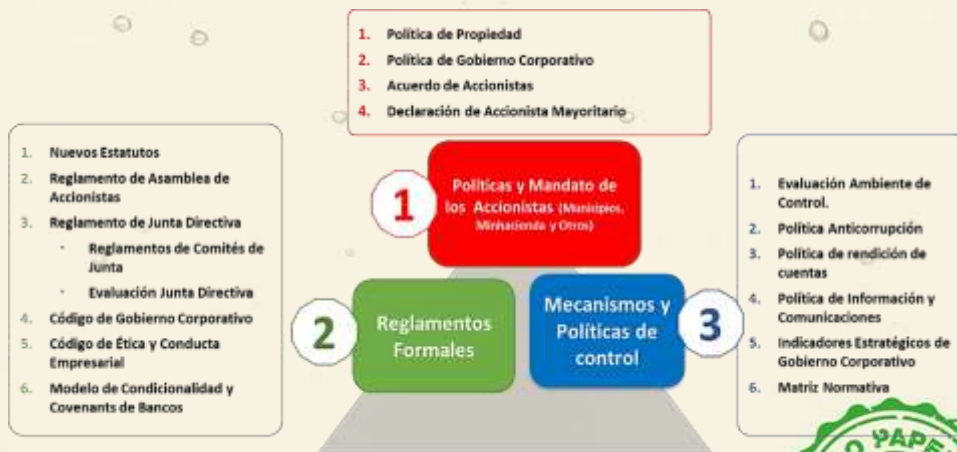 1. Política de Propiedad
2. Política de Gobierno Corporativo
3. Acuerdo de Accionistas
4. Declaración de Accionista Mayoritario
1
Políticas y Mandato de
los Accionistas (Municipios,
Minhacienda y Otros)
1. Nuevos Estatutos
2. Reglamento de Asamblea de
Accionistas
3. Reglamento de Junta Directiva
• Reglamentos de Comités de
Junta
• Evaluación Junta Directiva
4. Código de Gobierno Corporativo
5. Código de Ética y Conducta
Empresarial
6. Modelo de Condicionalidad y
Covenants de Bancos
2
Reglamentos
Formales
Mecanismos y
Políticas de
control
3
1. Evaluación Ambiente de
Control.
2. Política Anticorrupción
3. Política de rendición de
cuentas
4. Política de Información y
Comunicaciones
5. Indicadores Estratégicos de
Gobierno Corporativo
6. Matriz Normativa